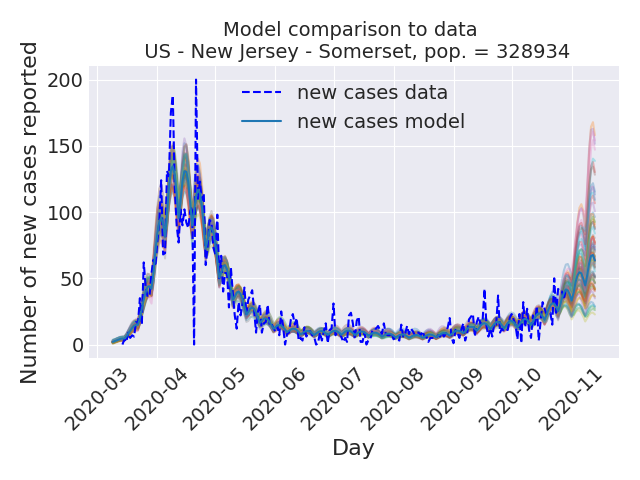 Model comparison to data
US - New Jersey - Somerset, pop. = 328934
new cases data
new cases model
Number of new cases reported
200
150
100
50
0
2020-03
2020-04
2020-05
2020-06
2020-07
2020-08
2020-09
2020-10
2020-11
Day